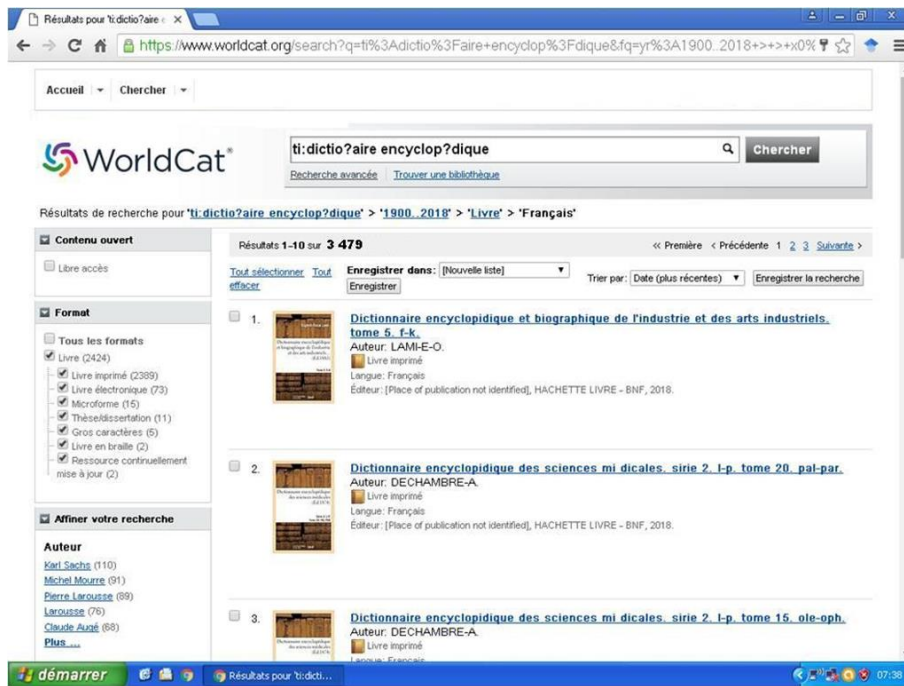 Résultats pour 'ti:dictio?aire e
https://www.worldcat.org/search?q=ti%3Adictio%3Faire+encyclop%3Fdique&fq=yr%3A1900..2018+>+>+x0%
Accueil Chercher
WorldCat®
ti:dictio?aire encyclop?dique
Chercher
Recherche avancée Trouver une bibliothèque
Résultats de recherche pour 'ti:dictio?aire encyclop?dique' > '1900..2018' > 'Livre' > 'Français'
Contenu ouvert
Libre accès
Format
Tous les formats
Livre (2424)
Livre imprimé (2389)
Livre électronique (73)
Microforme (15)
Thèse/dissertation (11)
Gros caractères (5)
Livre en braille (2)
Ressource continuellement
mise à jour (2)
Affiner votre recherche
Auteur
Karl Sachs (110)
Michel Mourre (91)
Pierre Larousse (89)
Larousse (76)
Claude Augé (68)
Plus ...
Résultats 1-10 sur 3 479
<< Première < Précédente 1 2 3 Suivante >
Tout sélectionner Tout
effacer
Enregistrer dans: [Nouvelle liste]
Enregistrer
Trier par: Date (plus récentes) Enregistrer la recherche
1. Dictionnaire encyclopidique et biographique de l'industrie et des arts industriels.
tome 5. f-k.
Auteur: LAMI-E-O.
Livre imprimé
Langue: Français
Éditeur: [Place of publication not identified], HACHETTE LIVRE - BNF, 2018.
2. Dictionnaire encyclopidique des sciences mi dicales. sirie 2. l-p. tome 20. pal-par.
Auteur: DECHAMBRE-A.
Livre imprimé
Langue: Français
Éditeur: [Place of publication not identified], HACHETTE LIVRE - BNF, 2018.
3. Dictionnaire encyclopidique des sciences mi dicales. sirie 2. l-p. tome 15. ole-oph.
Auteur: DECHAMBRE-A.
Livre imprimé
Langue: Français
démarrer
Résultats pour 'ti:dicti...
07:38